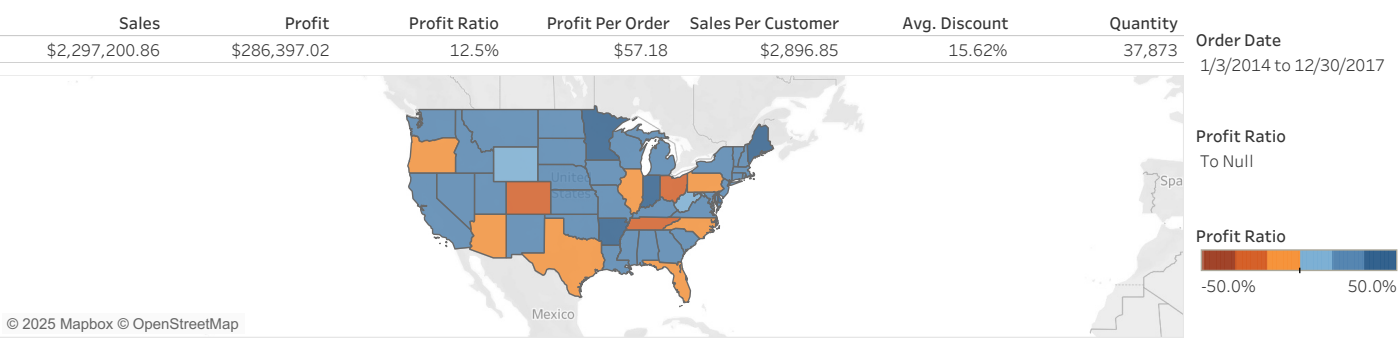 Sales Profit Profit Ratio Profit Per Order Sales Per Customer Avg. Discount Quantity
$2,297,200.86 $286,397.02 12.5% $57.18 $2,896.85 15.62% 37,873
Order Date
1/3/2014 to 12/30/2017
Profit Ratio
To Null
United
States
Spa
Profit Ratio
-50.0% 50.0%
Mexico
© 2025 Mapbox © OpenStreetMap